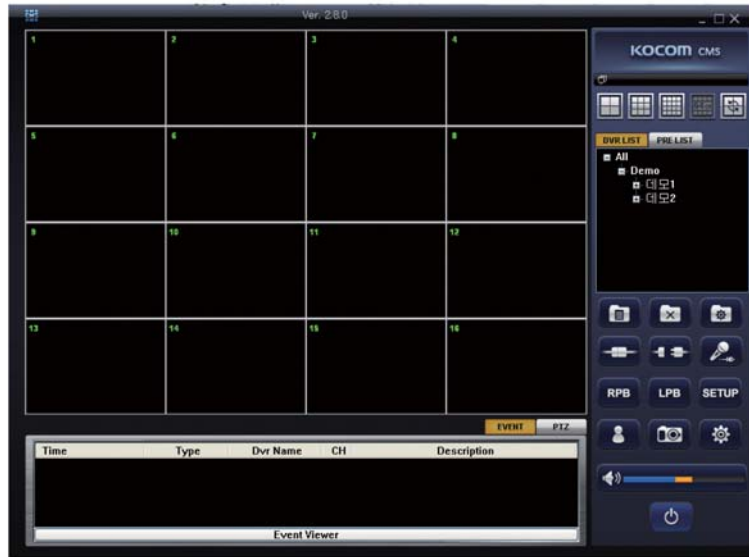 Ver. 2.8.0
KOCOM CMS
1
2
3
4
5
6
7
8
9
10
11
12
13
14
15
16
DVR LIST PRE LIST
All
Demo
데모1
데모2
RPB LPB SETUP
EVENT PTZ
Time Type Dvr Name CH Description
Event Viewer